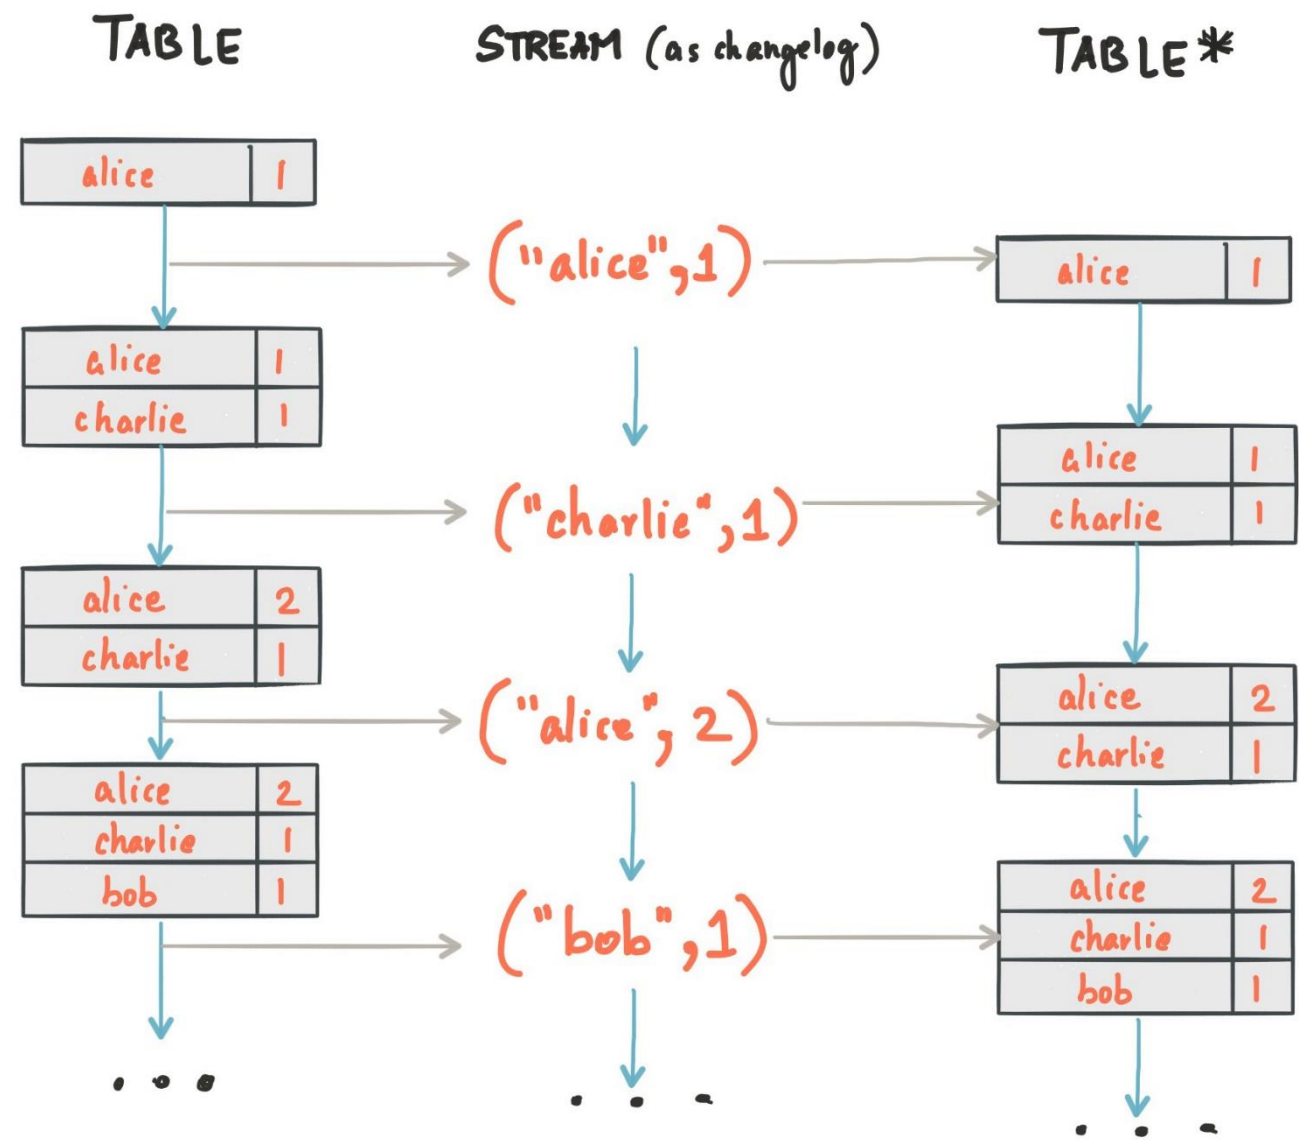 TABLE STREAM (as changelog) TABLE*
alice 1
("alice",1)
alice 1
alice 1
charlie 1
alice 1
("charlie",1)
charlie 1
alice 2
charlie 1
("alice", 2)
alice 2
charlie 1
alice 2
charlie 1
bob 1
("bob",1)
alice 2
charlie 1
bob 1